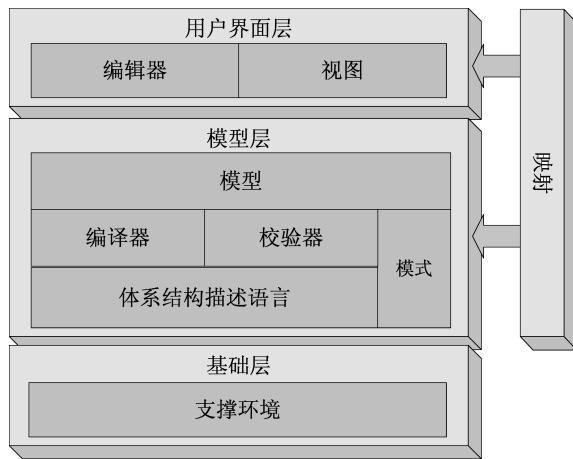 用户界面层
编辑器
视图
模型层
模型
编译器
校验器
模式
体系结构描述语言
基础层
支撑环境
映射